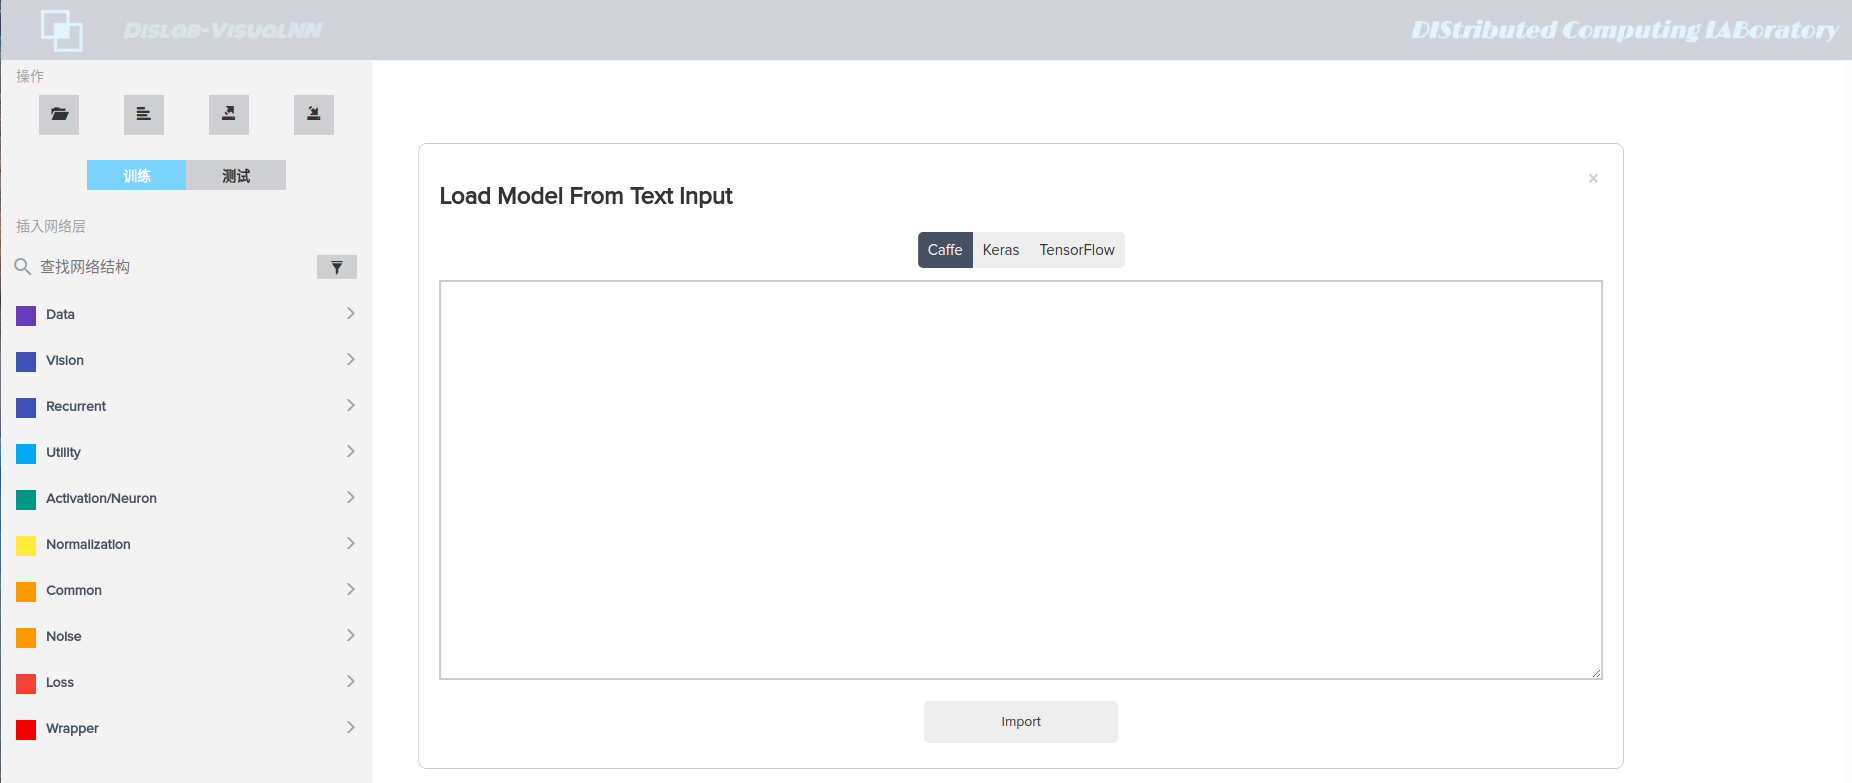 Dislab-VisualNN
DIStributed Computing LABoratory
操作
训练 测试
插入网络层
查找网络结构
Data
Vision
Recurrent
Utility
Activation/Neuron
Normalization
Common
Noise
Loss
Wrapper
×
Load Model From Text Input
Caffe Keras TensorFlow
Import